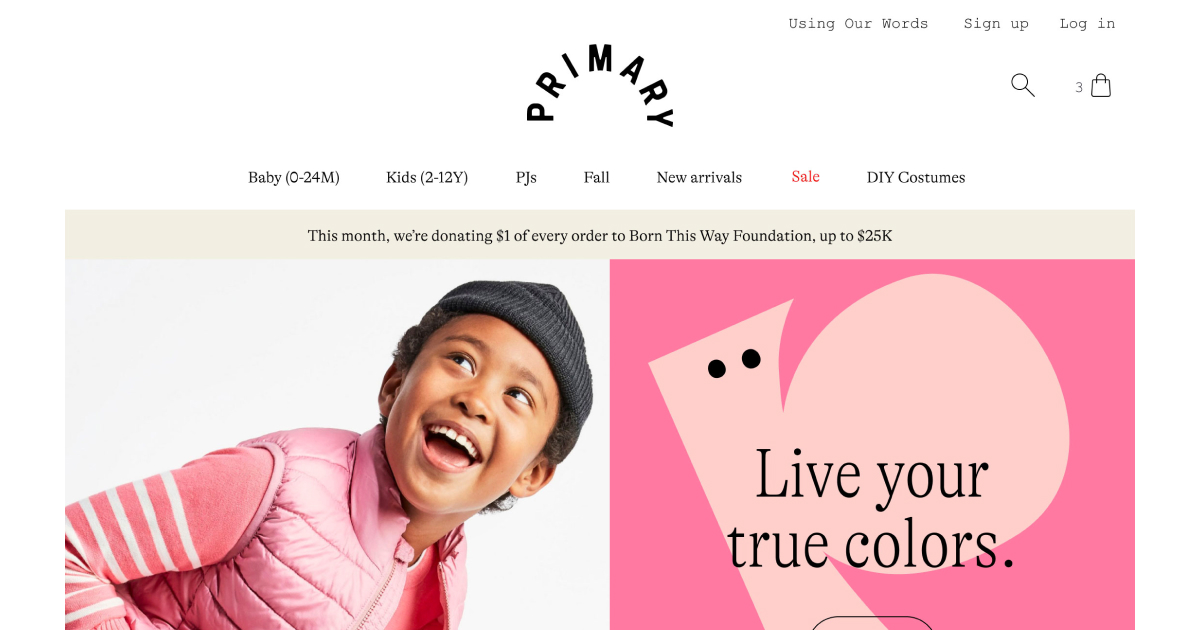 Using Our Words Sign up Log in
PRIMARY
3
Baby (0-24M) Kids (2-12Y) PJs Fall New arrivals Sale DIY Costumes
This month, we’re donating $1 of every order to Born This Way Foundation, up to $25K
Live your
true colors.